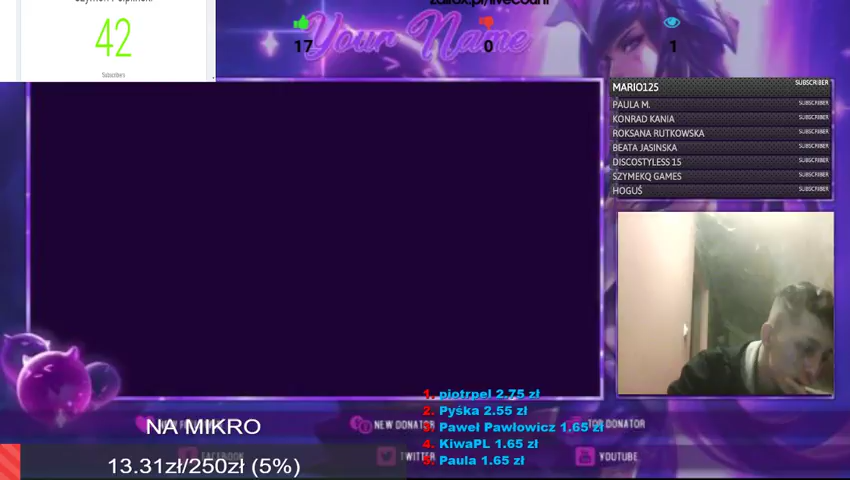 42
Subscribers
17
Your Name
0
1
MARIO125 SUBSCRIBER
PAULA M. SUBSCRIBER
KONRAD KANIA SUBSCRIBER
ROKSANA RUTKOWSKA SUBSCRIBER
BEATA JASINSKA SUBSCRIBER
DISCOSTYLESS 15 SUBSCRIBER
SZYMEKQ GAMES SUBSCRIBER
HOGUŚ SUBSCRIBER
1. piotrpel 2.75 zł
2. Pyśka 2.55 zł
NA MIKRO
NEW DONATOR
3. Paweł Pawłowicz 1.65 zł
TOP DONATOR
4. KiwaPL 1.65 zł
FACEBOOK
TWITTER
5. Paula 1.65 zł
YOUTUBE
13.31zł/250zł (5%)